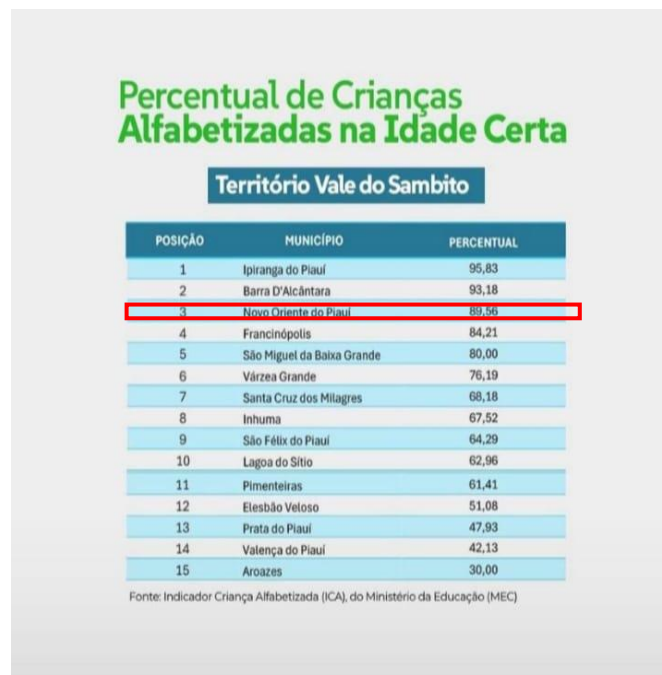 Percentual de Crianças
Alfabetizadas na Idade Certa
Território Vale do Sambito
POSIÇÃO MUNICÍPIO PERCENTUAL
1 Ipiranga do Piauí 95,83
2 Barra D'Alcântara 93,18
3 Novo Oriente do Piauí 89,56
4 Francinópolis 84,21
5 São Miguel da Baixa Grande 80,00
6 Várzea Grande 76,19
7 Santa Cruz dos Milagres 68,18
8 Inhuma 67,52
9 São Félix do Piauí 64,29
10 Lagoa do Sítio 62,96
11 Pimenteiras 61,41
12 Elesbão Veloso 51,08
13 Prata do Piauí 47,93
14 Valença do Piauí 42,13
15 Aroazes 30,00
Fonte: Indicador Criança Alfabetizada (ICA), do Ministério da Educação (MEC)